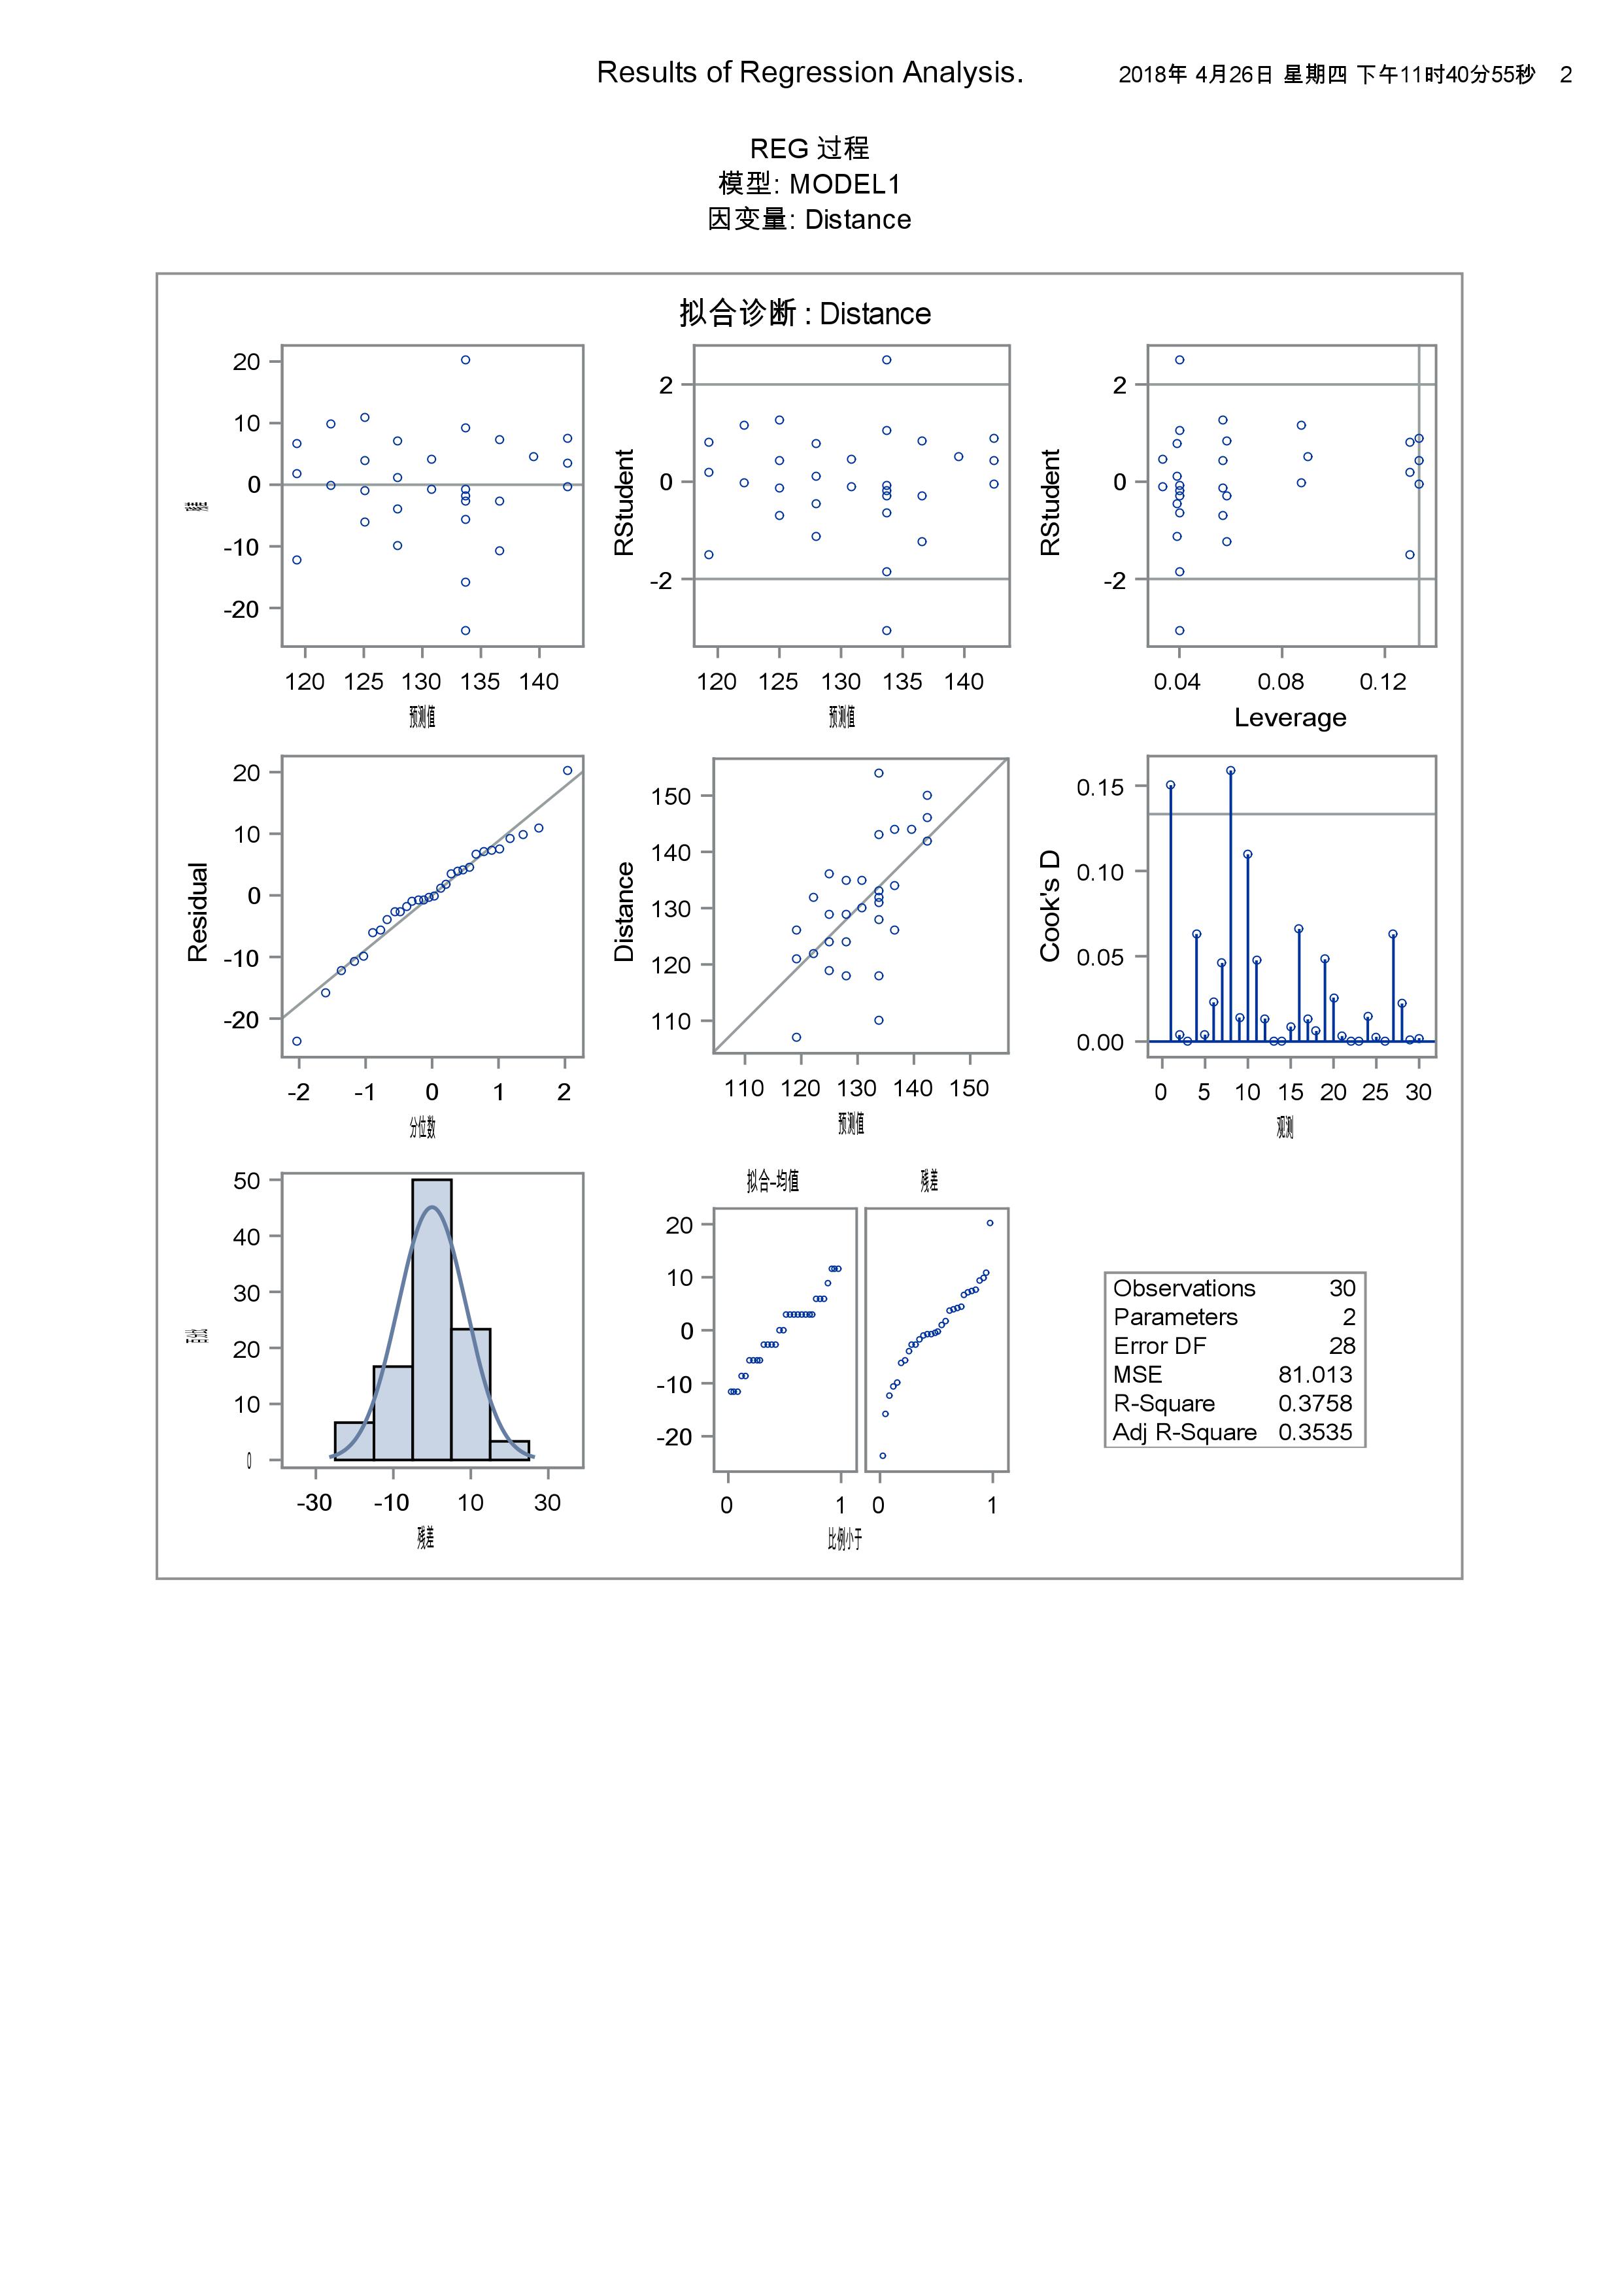 Results of Regression Analysis.
2018年 4月26日 星期四 下午11时40分55秒 2
REG 过程
模型: MODEL1
因变量: Distance
拟合诊断 : Distance
20
10
0
-10
-20
120 125 130 135 140
预测值
RStudent
2
0
-2
120 125 130 135 140
预测值
RStudent
2
0
-2
0.04 0.08 0.12
Leverage
Residual
20
10
0
-10
-20
-2 -1 0 1 2
分位数
Distance
150
140
130
120
110
110 120 130 140 150
预测值
Cook's D
0.15
0.10
0.05
0.00
0 5 10 15 20 25 30
观测
50
40
30
20
10
0
-30 -10 10 30
残差
拟合–均值 残差
20
10
0
-10
-20
0 1 0 1
比例小于
Observations 30
Parameters 2
Error DF 28
MSE 81.013
R-Square 0.3758
Adj R-Square 0.3535